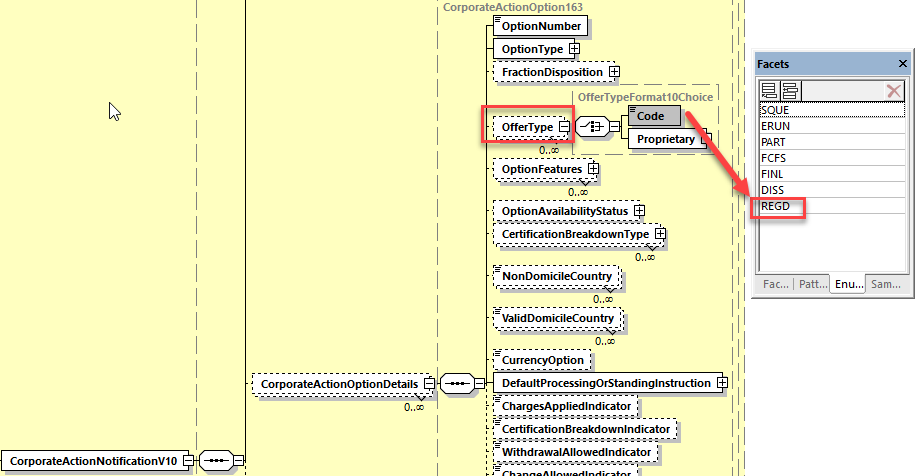 CorporateActionOption163
OptionNumber
OptionType
FractionDisposition
OfferTypeFormat10Choice
OfferType
0..∞
Code
Proprietary
OptionFeatures
0..∞
OptionAvailabilityStatus
CertificationBreakdownType
0..∞
NonDomicileCountry
0..∞
ValidDomicileCountry
0..∞
CurrencyOption
CorporateActionOptionDetails
0..∞
DefaultProcessingOrStandingInstruction
ChargesAppliedIndicator
CertificationBreakdownIndicator
WithdrawalAllowedIndicator
ChangeAllowedIndicator
CorporateActionNotificationV10
Facets
SQUE
ERUN
PART
FCFS
FINL
DISS
REGD
Fac...
Patt...
Enu...
Sam...